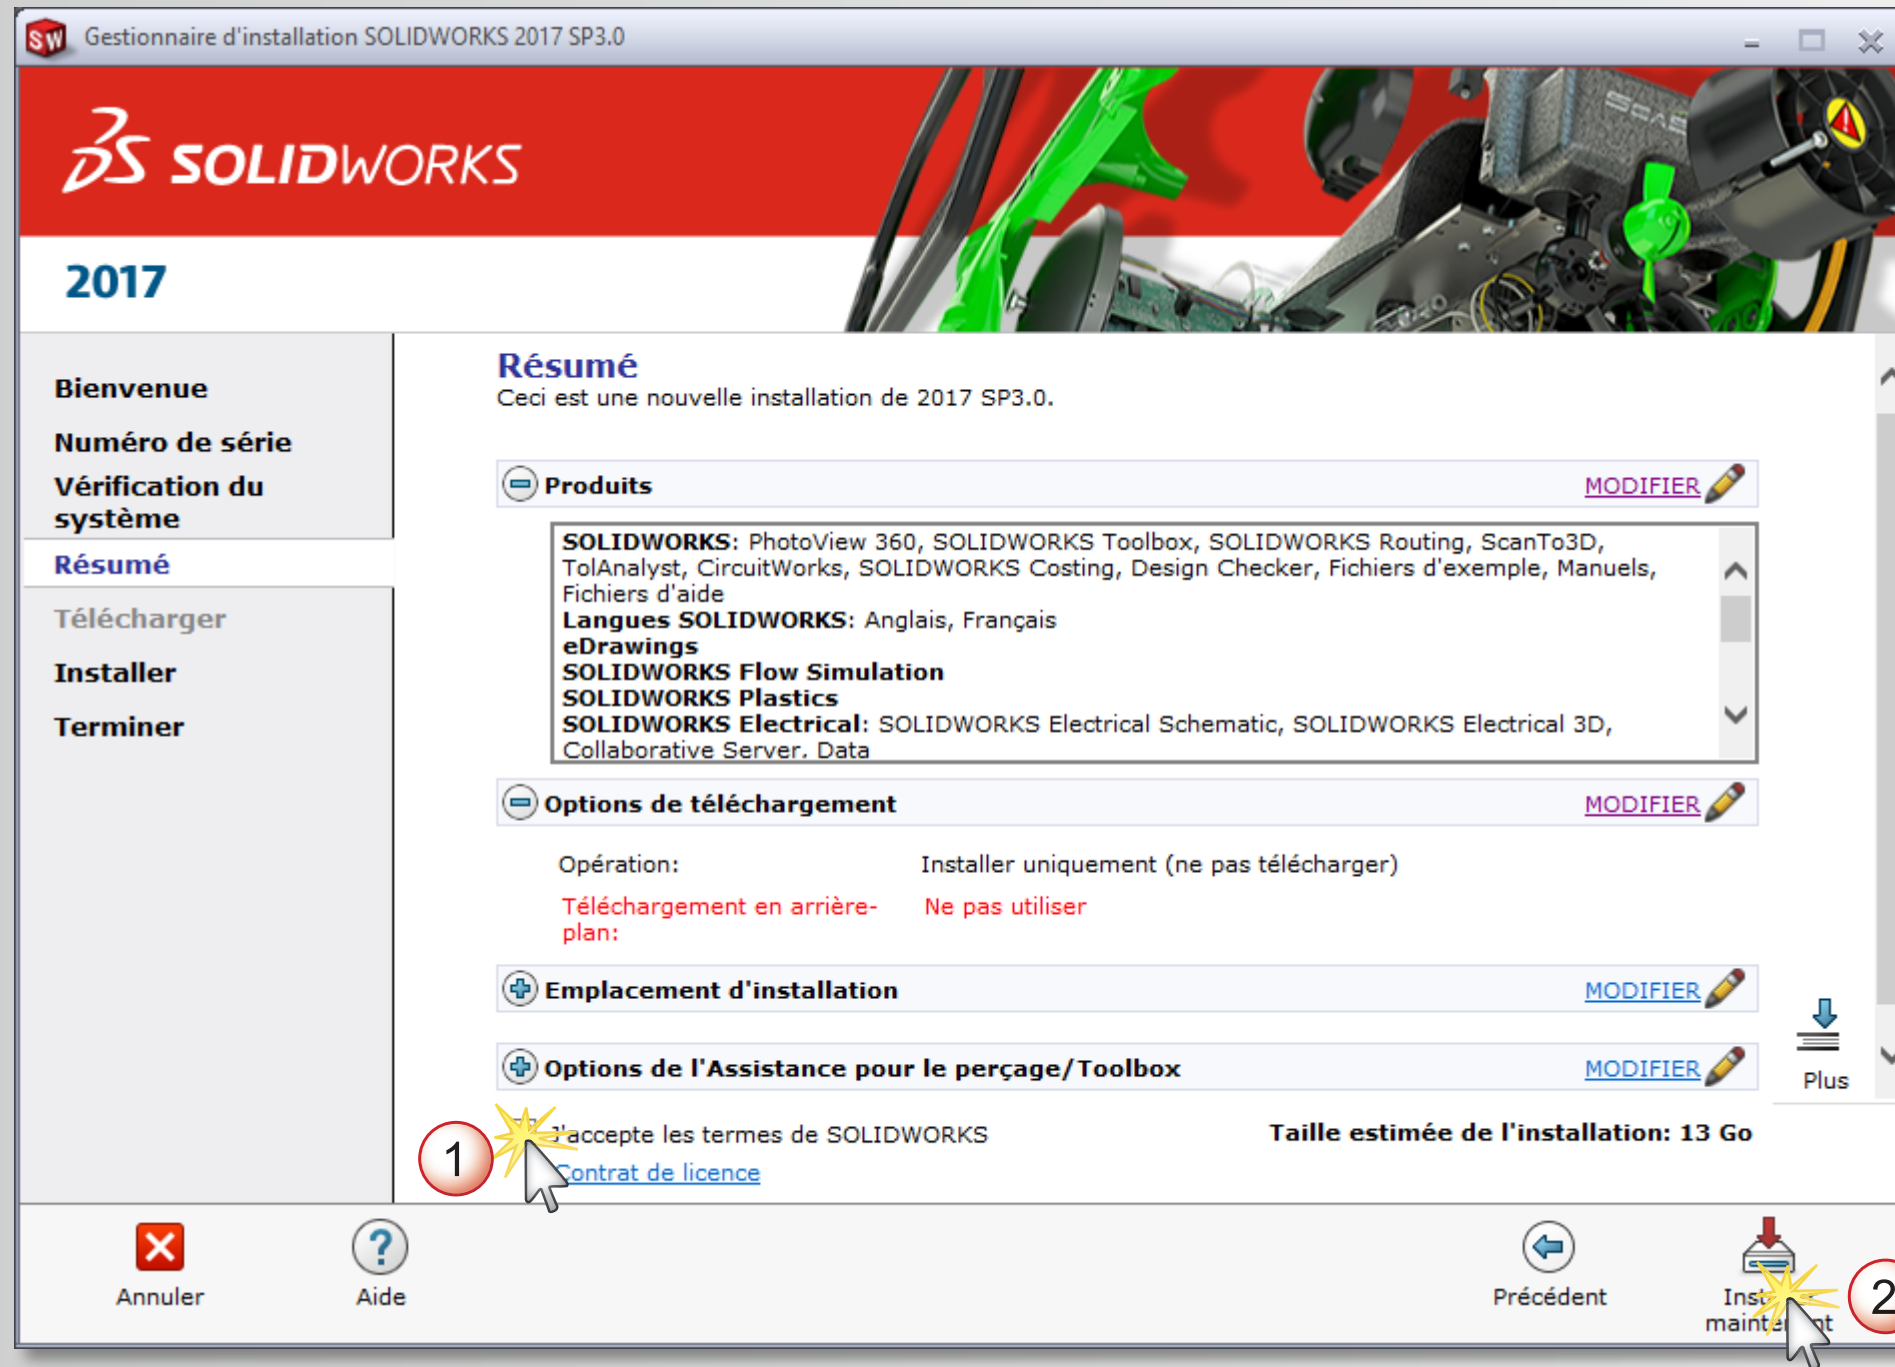 SW Gestionnaire d'installation SOLIDWORKS 2017 SP3.0
3DS SOLIDWORKS
2017
Bienvenue
Numéro de série
Vérification du
système
Résumé
Télécharger
Installer
Terminer
Résumé
Ceci est une nouvelle installation de 2017 SP3.0.
Produits MODIFIER
SOLIDWORKS: PhotoView 360, SOLIDWORKS Toolbox, SOLIDWORKS Routing, ScanTo3D,
TolAnalyst, CircuitWorks, SOLIDWORKS Costing, Design Checker, Fichiers d'exemple, Manuels,
Fichiers d'aide
Langues SOLIDWORKS: Anglais, Français
eDrawings
SOLIDWORKS Flow Simulation
SOLIDWORKS Plastics
SOLIDWORKS Electrical: SOLIDWORKS Electrical Schematic, SOLIDWORKS Electrical 3D,
Collaborative Server, Data
Options de téléchargement MODIFIER
Opération: Installer uniquement (ne pas télécharger)
Téléchargement en arrière- Ne pas utiliser
plan:
Emplacement d'installation MODIFIER
Options de l'Assistance pour le perçage/Toolbox MODIFIER
Plus
1 J'accepte les termes de SOLIDWORKS Taille estimée de l'installation: 13 Go
Contrat de licence
Annuler Aide Précédent Installer 2
maintenant